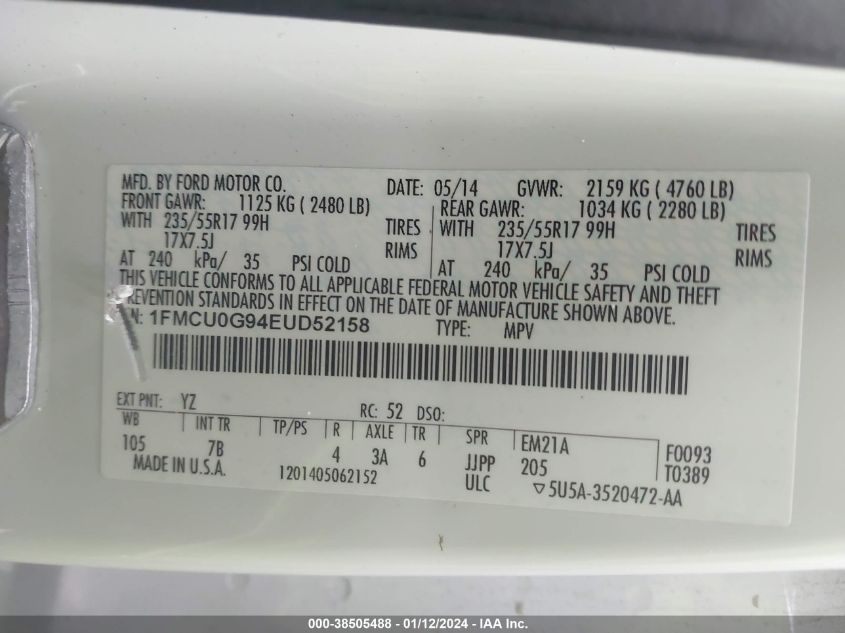 MFD. BY FORD MOTOR CO. DATE: 05/14 GVWR: 2159 KG ( 4760 LB)
FRONT GAWR: 1125 KG ( 2480 LB) REAR GAWR: 1034 KG ( 2280 LB)
WITH 235/55R17 99H TIRES WITH 235/55R17 99H TIRES
17X7.5J RIMS 17X7.5J RIMS
AT 240 kPa/ 35 PSI COLD AT 240 kPa/ 35 PSI COLD
THIS VEHICLE CONFORMS TO ALL APPLICABLE FEDERAL MOTOR VEHICLE SAFETY AND THEFT
REVENTION STANDARDS IN EFFECT ON THE DATE OF MANUFACTURE SHOWN ABOVE.
N: 1FMCU0G94EUD52158 TYPE: MPV
EXT PNT: YZ RC: 52 DSO:
WB INT TR TP/PS R AXLE TR SPR EM21A F0093
105 7B 4 3A 6 JJPP 205 T0389
MADE IN U.S.A. 1201405062152 ULC ▽5U5A-3520472-AA
000-38505488 - 01/12/2024 - IAA Inc.